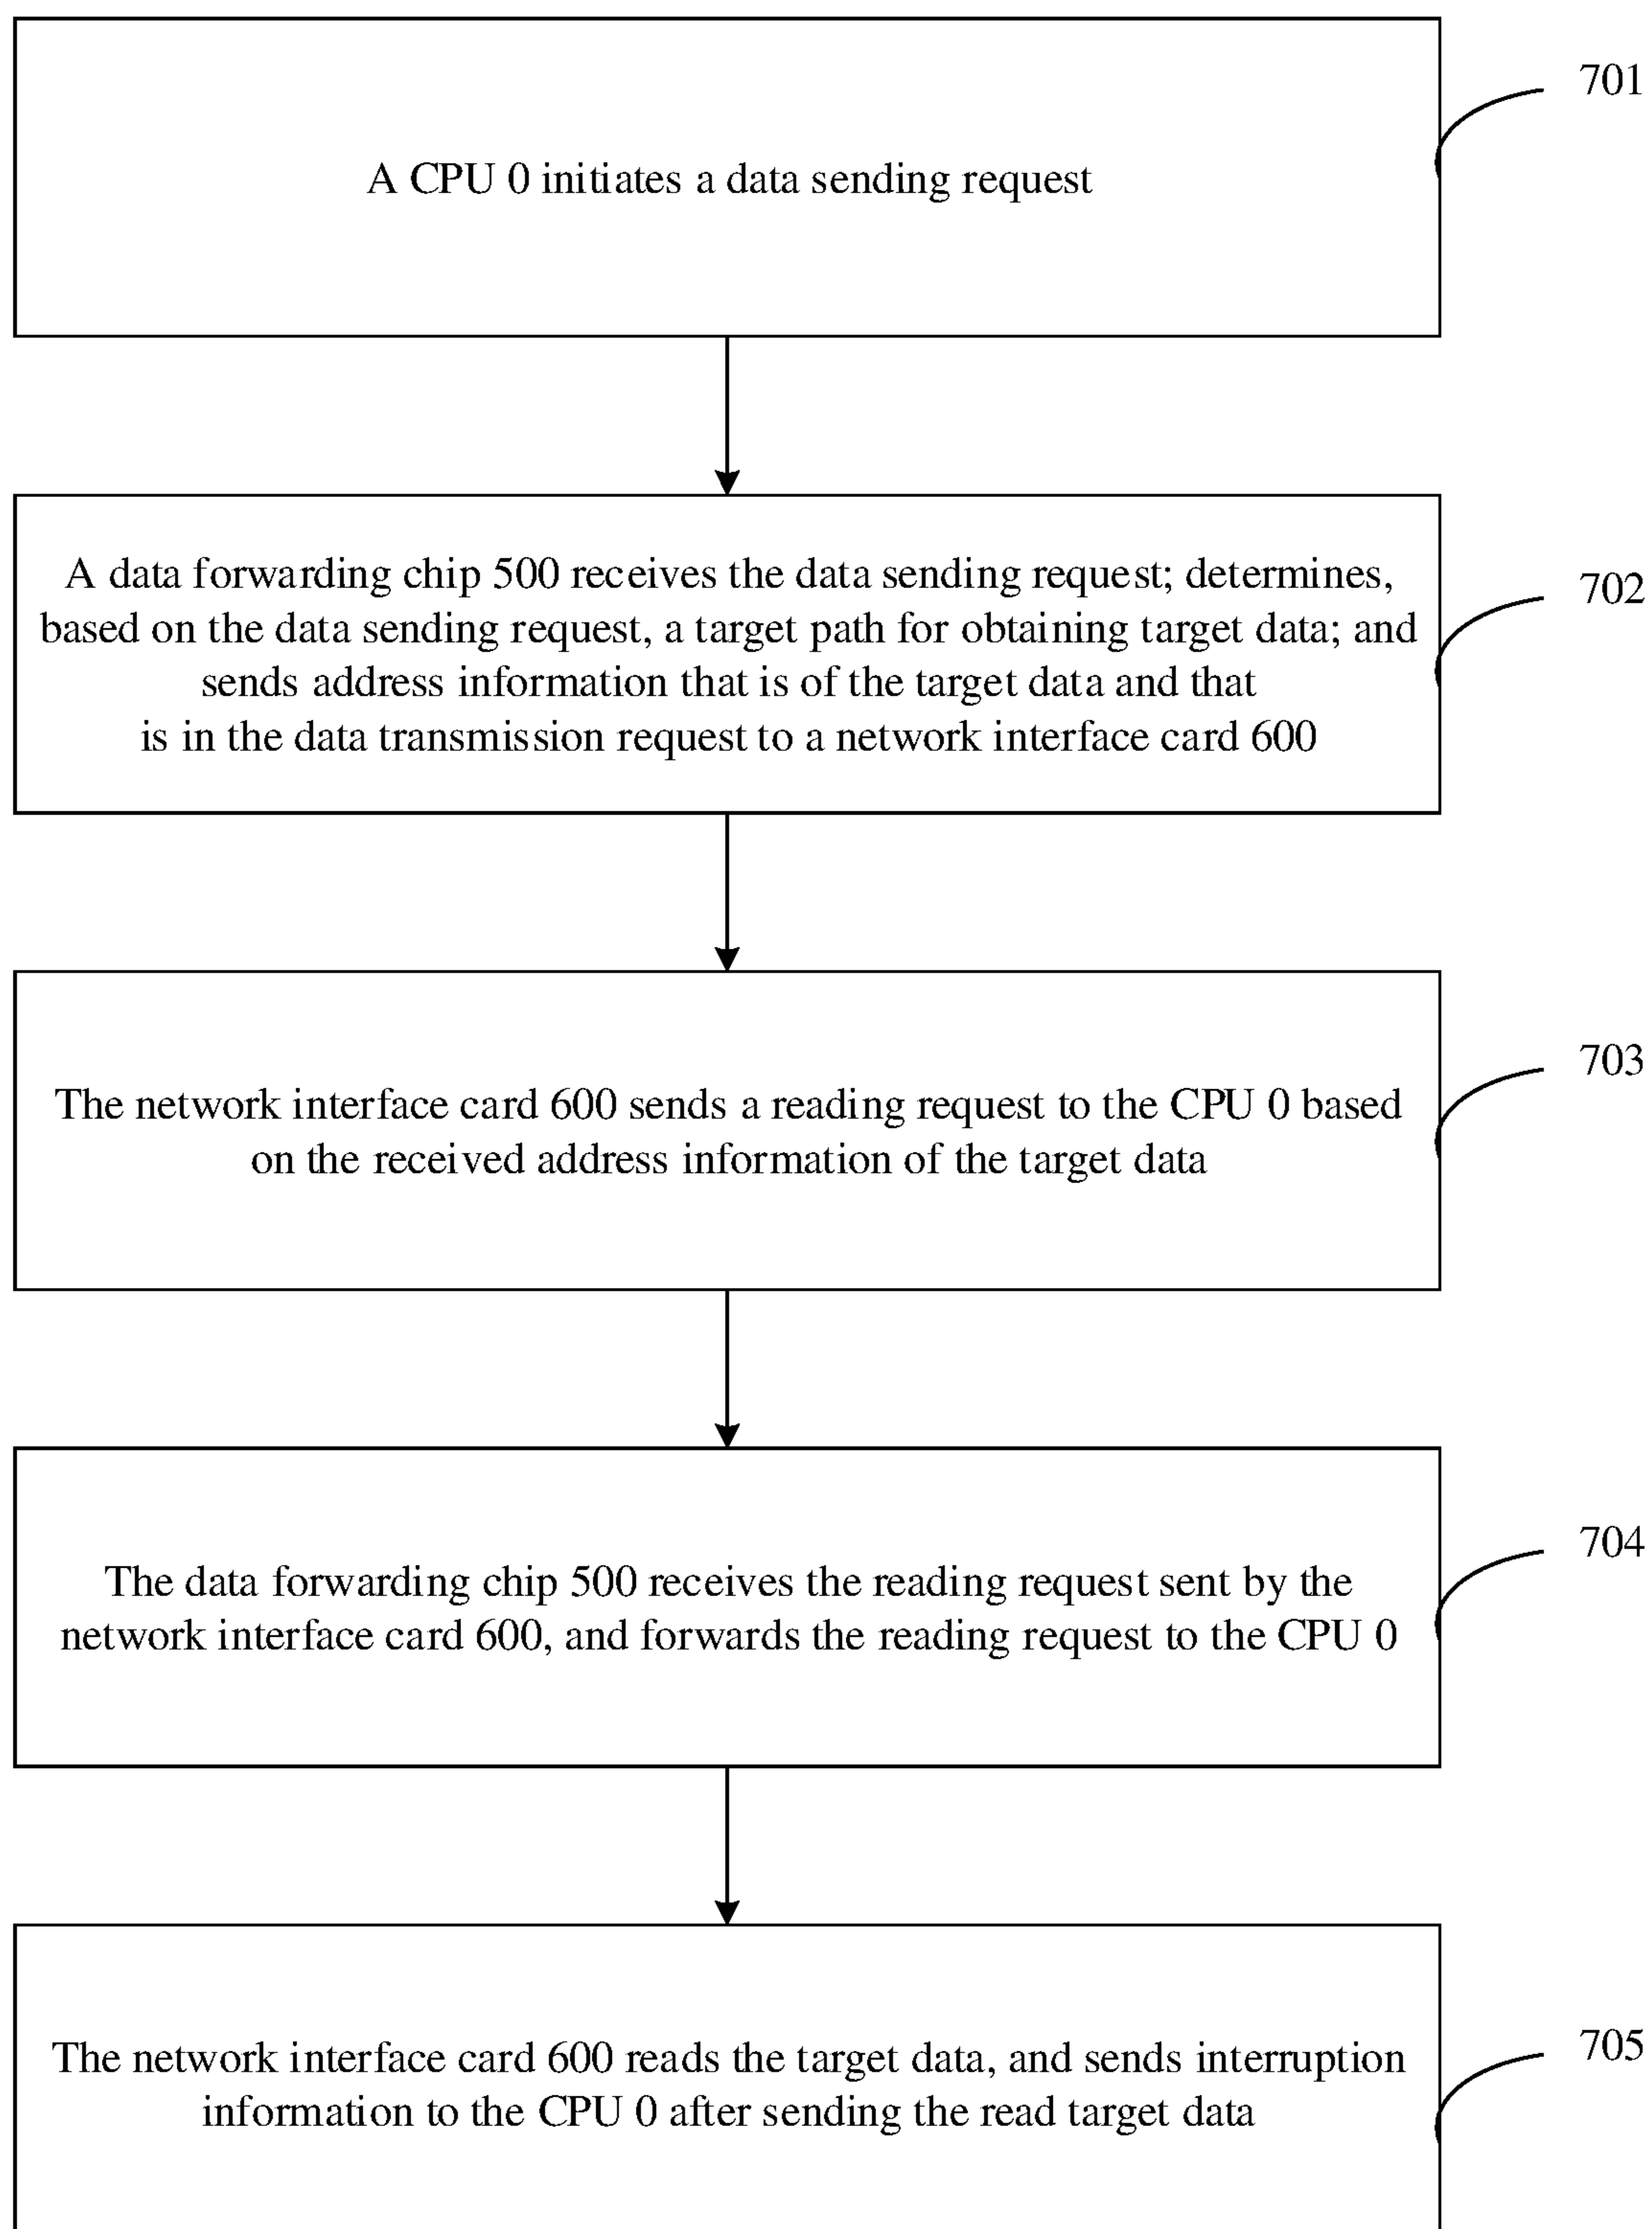 701
A CPU 0 initiates a data sending request
702
A data forwarding chip 500 receives the data sending request; determines,
based on the data sending request, a target path for obtaining target data; and
sends address information that is of the target data and that
is in the data transmission request to a network interface card 600
703
The network interface card 600 sends a reading request to the CPU 0 based
on the received address information of the target data
704
The data forwarding chip 500 receives the reading request sent by the
network interface card 600, and forwards the reading request to the CPU 0
705
The network interface card 600 reads the target data, and sends interruption
information to the CPU 0 after sending the read target data